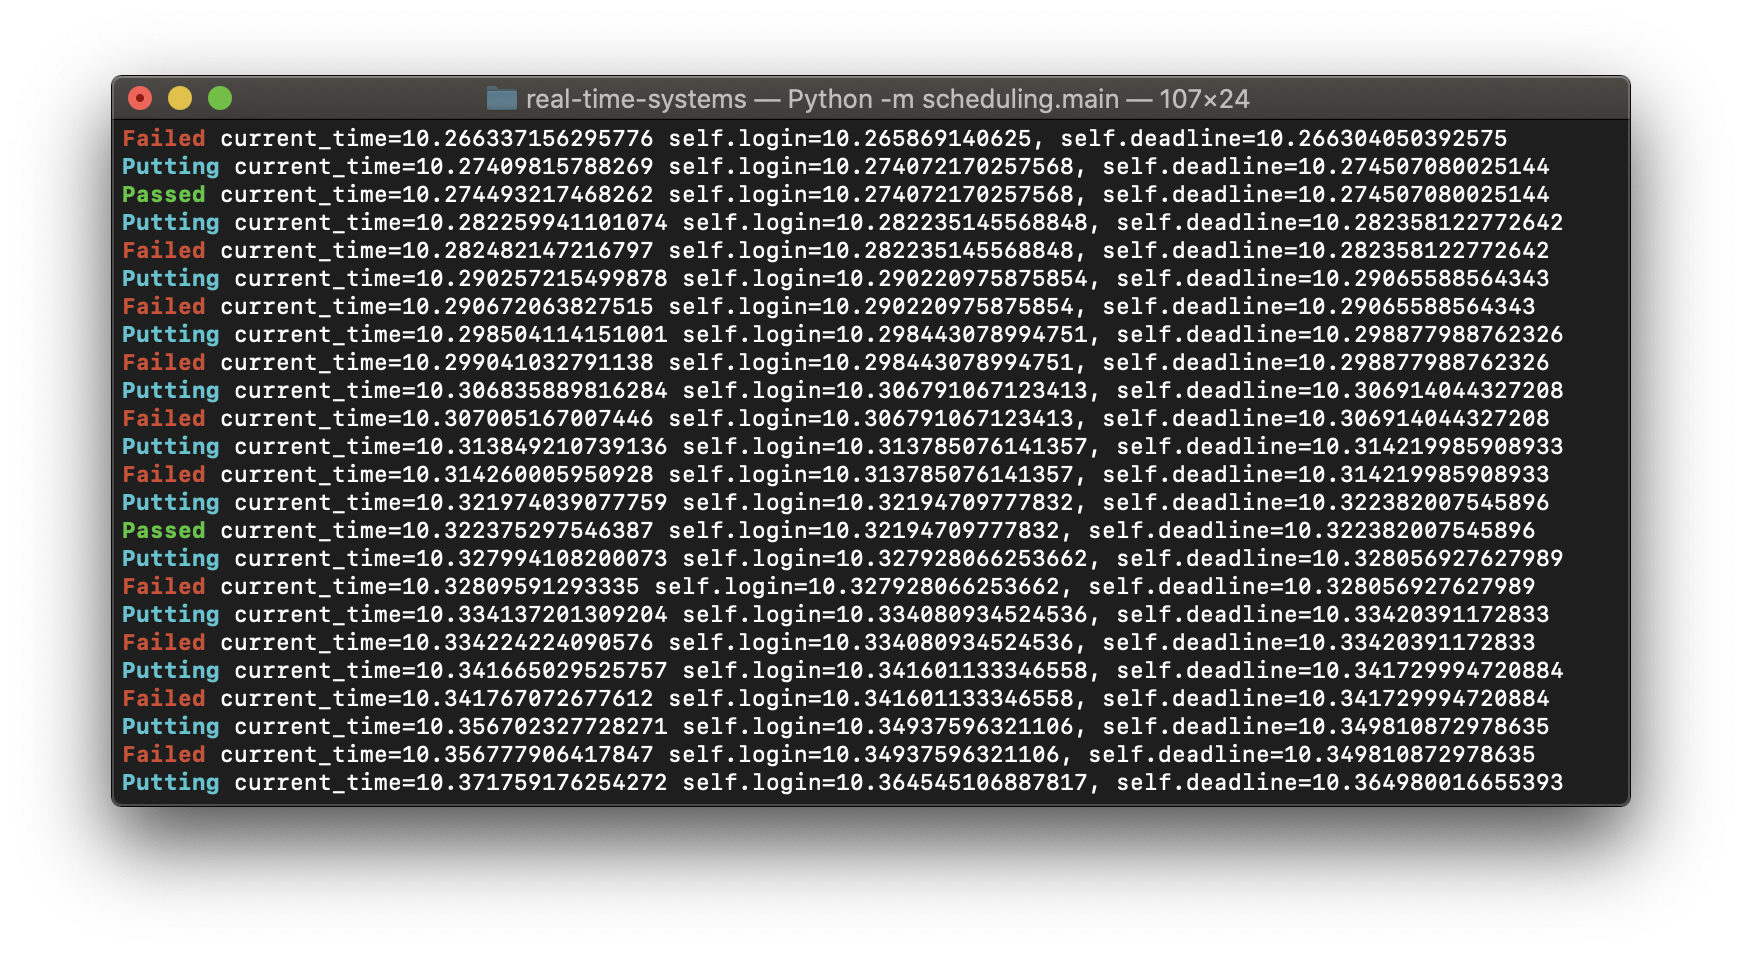 real-time-systems — Python -m scheduling.main — 107×24
Failed current_time=10.266337156295776 self.login=10.265869140625, self.deadline=10.266304050392575
Putting current_time=10.27409815788269 self.login=10.274072170257568, self.deadline=10.274507080025144
Passed current_time=10.274493217468262 self.login=10.274072170257568, self.deadline=10.274507080025144
Putting current_time=10.282259941101074 self.login=10.282235145568848, self.deadline=10.282358122772642
Failed current_time=10.282482147216797 self.login=10.282235145568848, self.deadline=10.282358122772642
Putting current_time=10.290257215499878 self.login=10.290220975875854, self.deadline=10.29065588564343
Failed current_time=10.290672063827515 self.login=10.290220975875854, self.deadline=10.29065588564343
Putting current_time=10.298504114151001 self.login=10.298443078994751, self.deadline=10.298877988762326
Failed current_time=10.299041032791138 self.login=10.298443078994751, self.deadline=10.298877988762326
Putting current_time=10.306835889816284 self.login=10.306791067123413, self.deadline=10.306914044327208
Failed current_time=10.307005167007446 self.login=10.306791067123413, self.deadline=10.306914044327208
Putting current_time=10.313849210739136 self.login=10.313785076141357, self.deadline=10.314219985908933
Failed current_time=10.314260005950928 self.login=10.313785076141357, self.deadline=10.314219985908933
Putting current_time=10.321974039077759 self.login=10.32194709777832, self.deadline=10.322382007545896
Passed current_time=10.322375297546387 self.login=10.32194709777832, self.deadline=10.322382007545896
Putting current_time=10.327994108200073 self.login=10.327928066253662, self.deadline=10.328056927627989
Failed current_time=10.32809591293335 self.login=10.327928066253662, self.deadline=10.328056927627989
Putting current_time=10.334137201309204 self.login=10.334080934524536, self.deadline=10.33420391172833
Failed current_time=10.334224224090576 self.login=10.334080934524536, self.deadline=10.33420391172833
Putting current_time=10.341665029525757 self.login=10.341601133346558, self.deadline=10.341729994720884
Failed current_time=10.341767072677612 self.login=10.341601133346558, self.deadline=10.341729994720884
Putting current_time=10.356702327728271 self.login=10.34937596321106, self.deadline=10.349810872978635
Failed current_time=10.356777906417847 self.login=10.34937596321106, self.deadline=10.349810872978635
Putting current_time=10.371759176254272 self.login=10.364545106887817, self.deadline=10.364980016655393